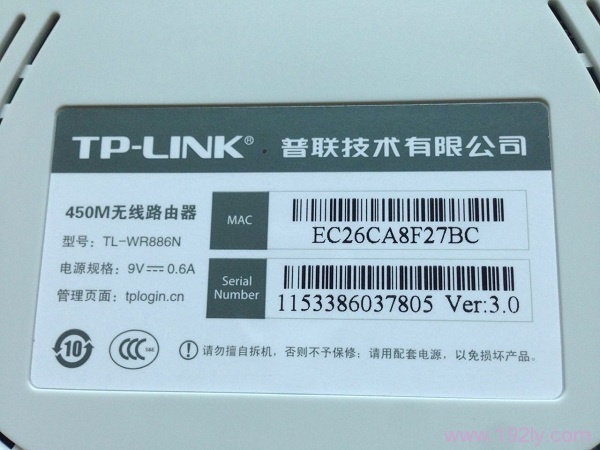 TP-LINK® 普联技术有限公司
450M无线路由器
型号：TL-WR886N
电源规格：9V⎓0.6A
管理页面：tplogin.cn
MAC
EC26CA8F27BC
Serial
Number
1153386037805 Ver:3.0
10
CCC
S&E
! 请勿擅自拆机，否则不予保修；请用配套电源，以免损坏产品。
www.192ly.com